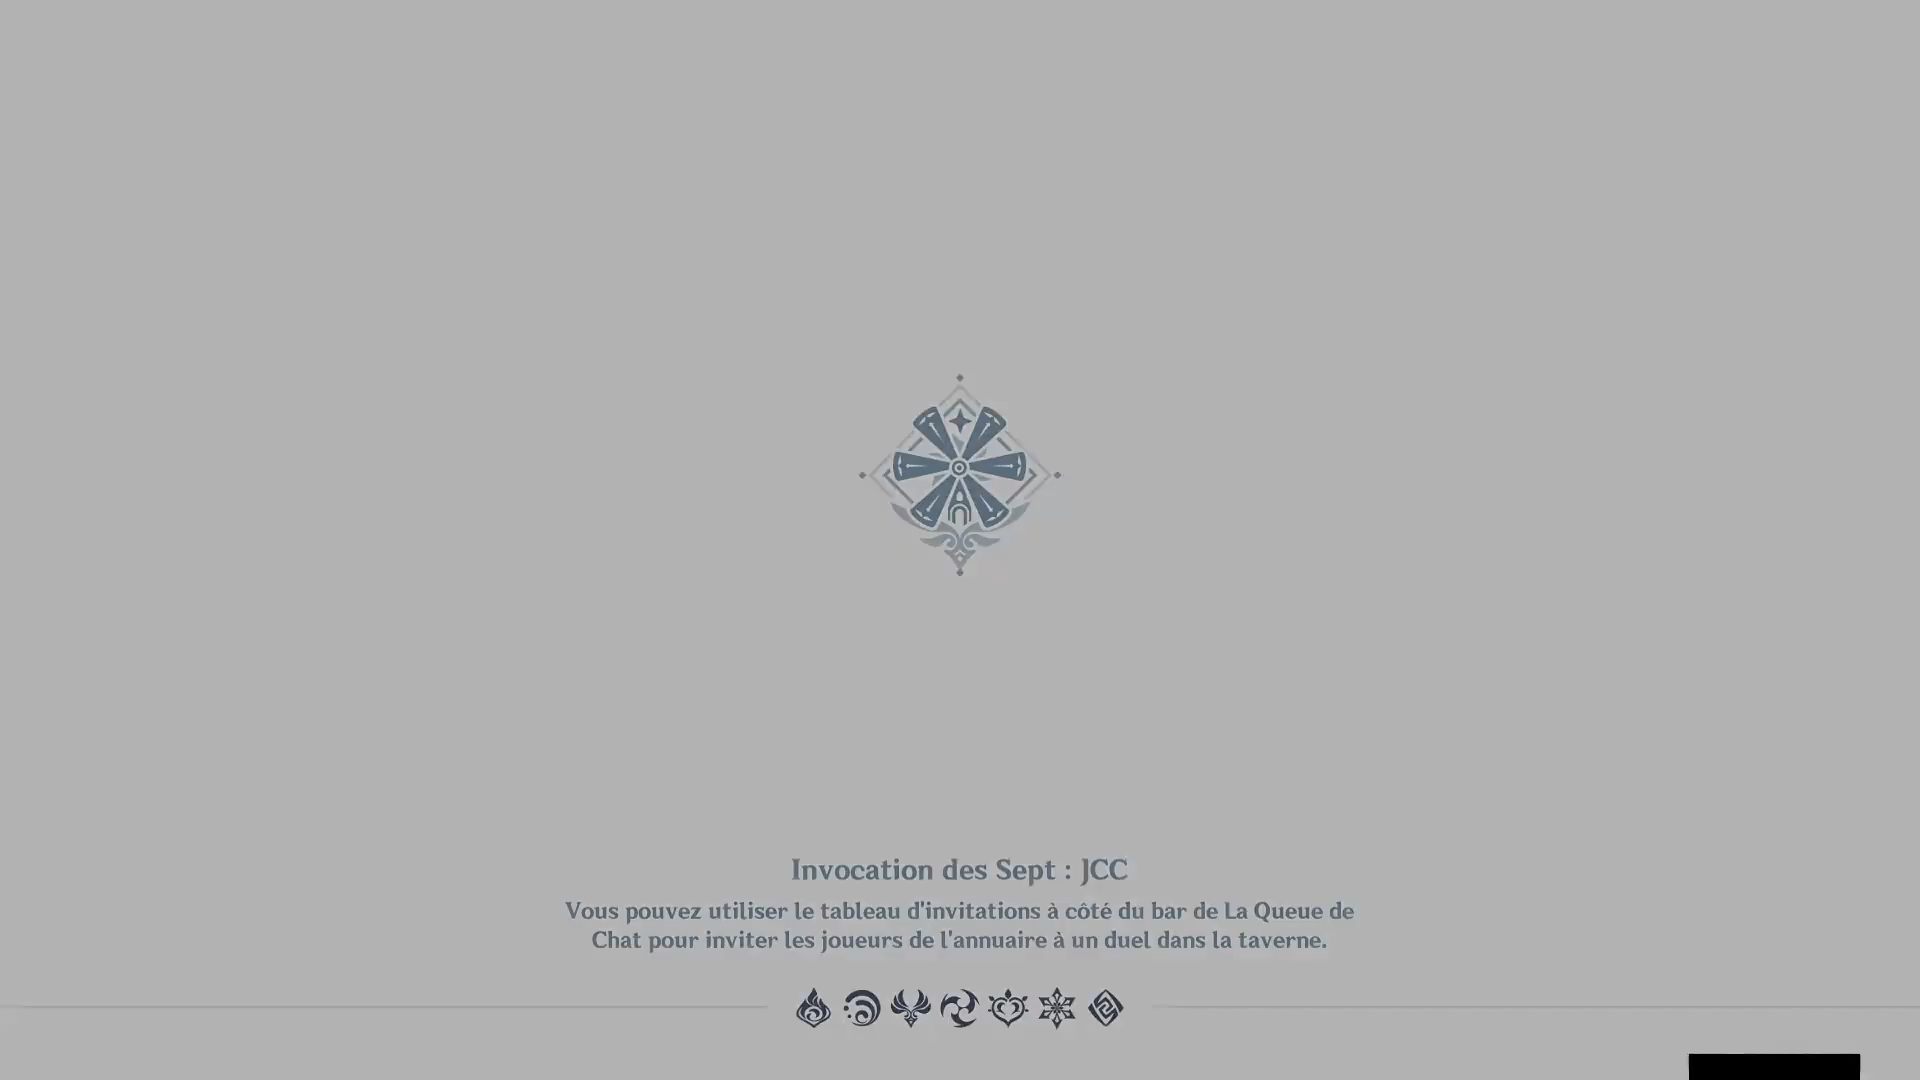 Invocation des Sept : JCC
Vous pouvez utiliser le tableau d'invitations à côté du bar de La Queue de
Chat pour inviter les joueurs de l'annuaire à un duel dans la taverne.